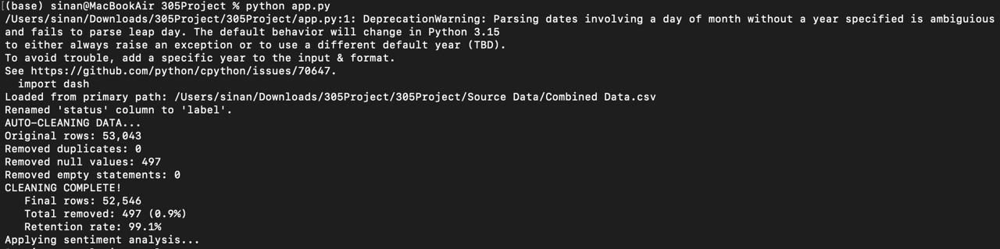 [(base) sinan@MacBookAir 305Project % python app.py
/Users/sinan/Downloads/305Project/305Project/app.py:1: DeprecationWarning: Parsing dates involving a day of month without a year specified is ambiguious
and fails to parse leap day. The default behavior will change in Python 3.15
to either always raise an exception or to use a different default year (TBD).
To avoid trouble, add a specific year to the input & format.
See https://github.com/python/cpython/issues/70647.
  import dash
Loaded from primary path: /Users/sinan/Downloads/305Project/305Project/Source Data/Combined Data.csv
Renamed 'status' column to 'label'.
AUTO-CLEANING DATA...
Original rows: 53,043
Removed duplicates: 0
Removed null values: 497
Removed empty statements: 0
CLEANING COMPLETE!
   Final rows: 52,546
   Total removed: 497 (0.9%)
   Retention rate: 99.1%
Applying sentiment analysis...